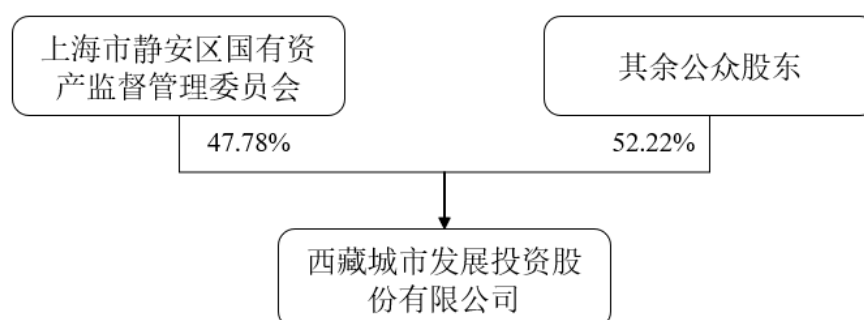 上海市静安区国有资
产监督管理委员会
其余公众股东
47.78%
52.22%
西藏城市发展投资股
份有限公司